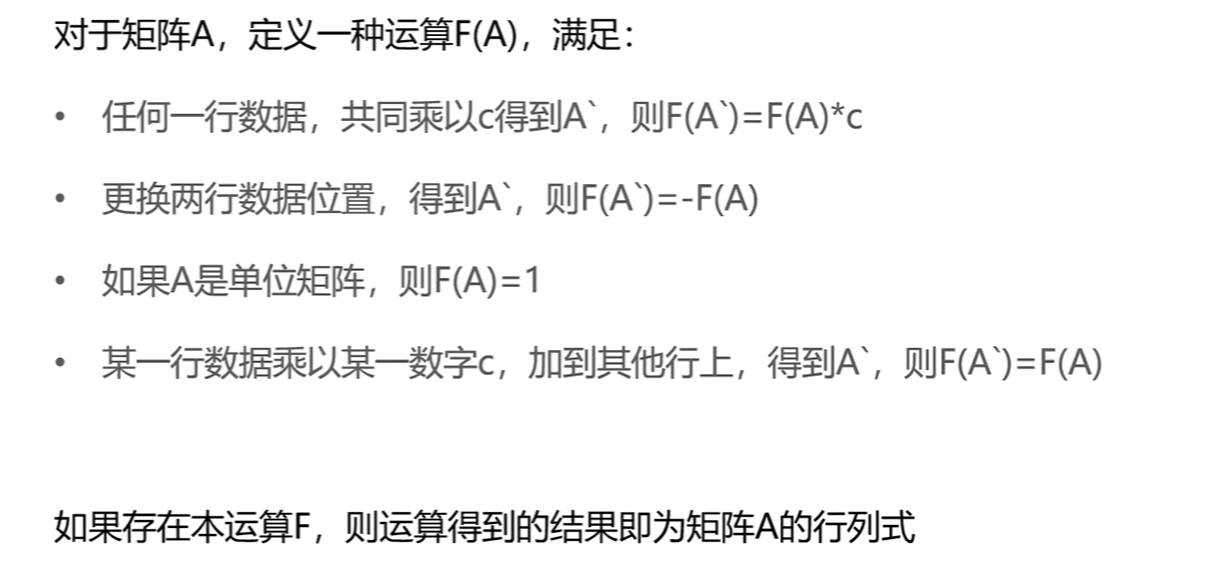 对于矩阵A，定义一种运算F(A)，满足：
• 任何一行数据，共同乘以c得到A`，则F(A`)=F(A)*c
• 更换两行数据位置，得到A`，则F(A`)=-F(A)
• 如果A是单位矩阵，则F(A)=1
• 某一行数据乘以某一数字c，加到其他行上，得到A`，则F(A`)=F(A)
如果存在本运算F，则运算得到的结果即为矩阵A的行列式